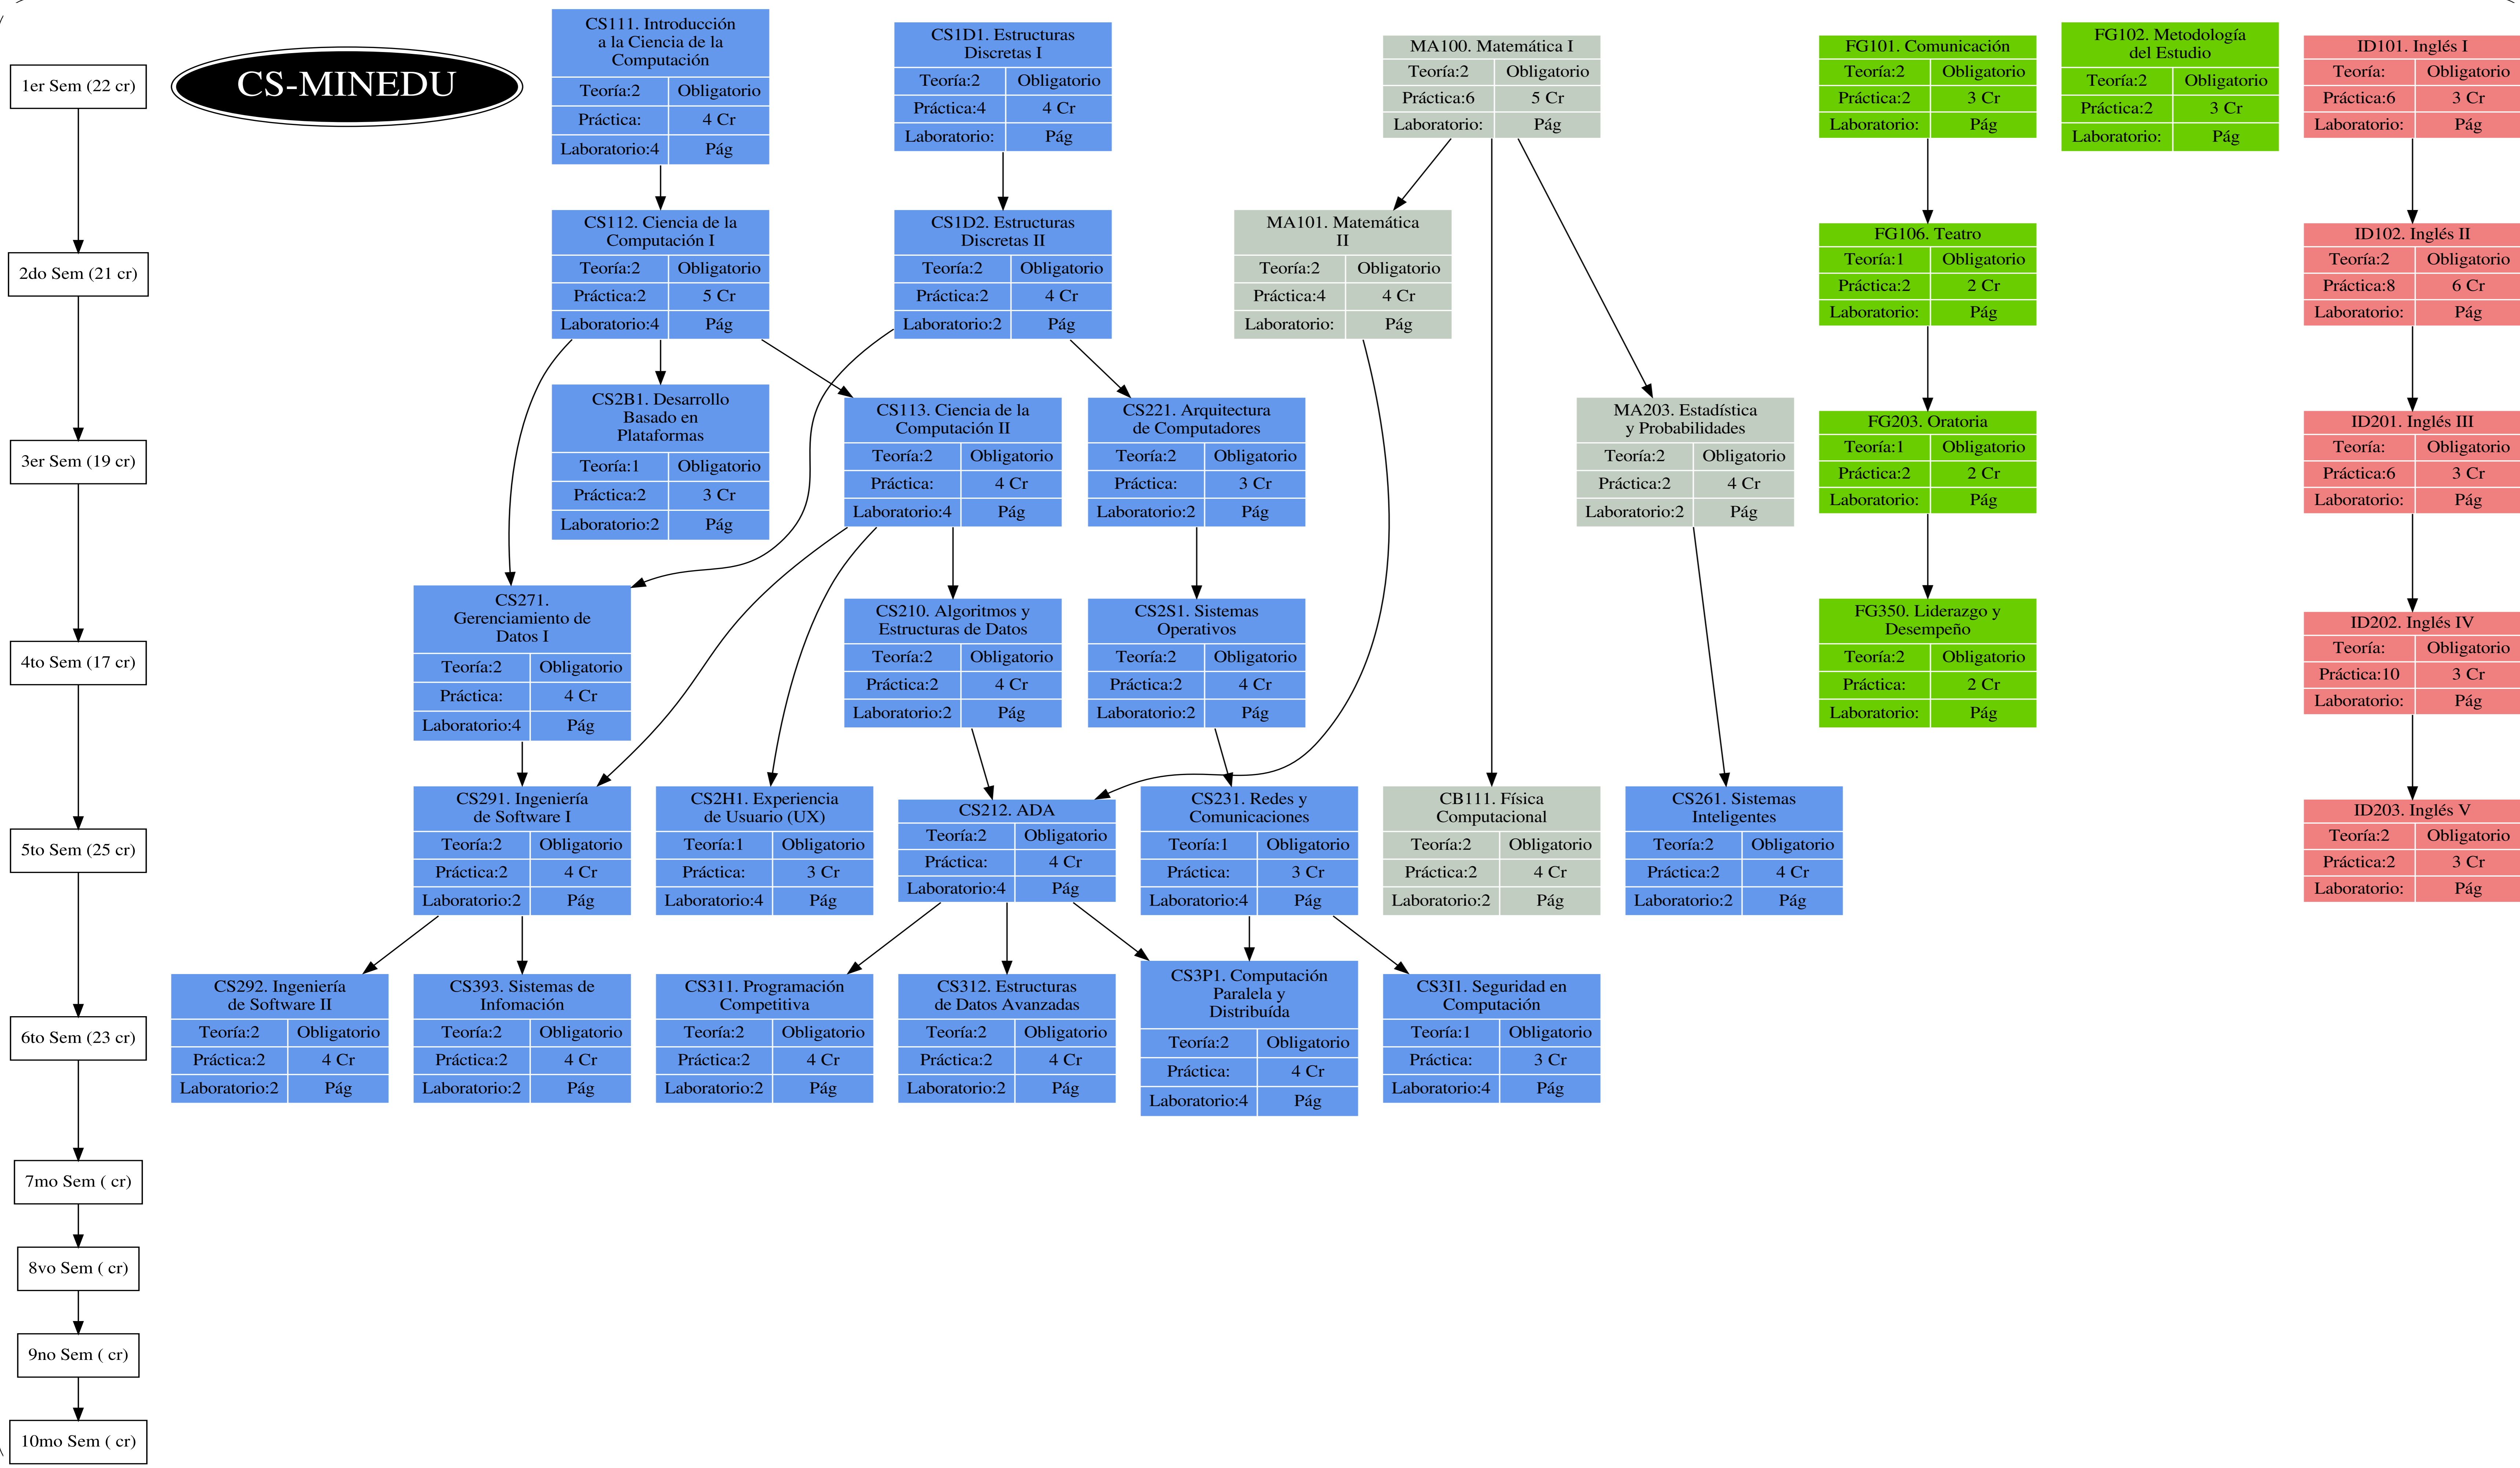 1er Sem (22 cr)
CS-MINEDU
CS111. Introducción
a la Ciencia de la
Computación
Teoría:2 Obligatorio
Práctica: 4 Cr
Laboratorio:4 Pág
CS1D1. Estructuras
Discretas I
Teoría:2 Obligatorio
Práctica:4 4 Cr
Laboratorio: Pág
MA100. Matemática I
Teoría:2 Obligatorio
Práctica:6 5 Cr
Laboratorio: Pág
FG101. Comunicación
Teoría:2 Obligatorio
Práctica:2 3 Cr
Laboratorio: Pág
FG102. Metodología
del Estudio
Teoría:2 Obligatorio
Práctica:2 3 Cr
Laboratorio: Pág
ID101. Inglés I
Teoría: Obligatorio
Práctica:6 3 Cr
Laboratorio: Pág
2do Sem (21 cr)
CS112. Ciencia de la
Computación I
Teoría:2 Obligatorio
Práctica:2 5 Cr
Laboratorio:4 Pág
CS1D2. Estructuras
Discretas II
Teoría:2 Obligatorio
Práctica:2 4 Cr
Laboratorio:2 Pág
MA101. Matemática
II
Teoría:2 Obligatorio
Práctica:4 4 Cr
Laboratorio: Pág
FG106. Teatro
Teoría:1 Obligatorio
Práctica:2 2 Cr
Laboratorio: Pág
ID102. Inglés II
Teoría:2 Obligatorio
Práctica:8 6 Cr
Laboratorio: Pág
3er Sem (19 cr)
CS2B1. Desarrollo
Basado en
Plataformas
Teoría:1 Obligatorio
Práctica:2 3 Cr
Laboratorio:2 Pág
CS113. Ciencia de la
Computación II
Teoría:2 Obligatorio
Práctica: 4 Cr
Laboratorio:4 Pág
CS221. Arquitectura
de Computadores
Teoría:2 Obligatorio
Práctica: 3 Cr
Laboratorio:2 Pág
MA203. Estadística
y Probabilidades
Teoría:2 Obligatorio
Práctica:2 4 Cr
Laboratorio:2 Pág
FG203. Oratoria
Teoría:1 Obligatorio
Práctica:2 2 Cr
Laboratorio: Pág
ID201. Inglés III
Teoría: Obligatorio
Práctica:6 3 Cr
Laboratorio: Pág
4to Sem (17 cr)
CS271.
Gerenciamiento de
Datos I
Teoría:2 Obligatorio
Práctica: 4 Cr
Laboratorio:4 Pág
CS210. Algoritmos y
Estructuras de Datos
Teoría:2 Obligatorio
Práctica:2 4 Cr
Laboratorio:2 Pág
CS2S1. Sistemas
Operativos
Teoría:2 Obligatorio
Práctica:2 4 Cr
Laboratorio:2 Pág
FG350. Liderazgo y
Desempeño
Teoría:2 Obligatorio
Práctica: 2 Cr
Laboratorio: Pág
ID202. Inglés IV
Teoría: Obligatorio
Práctica:10 3 Cr
Laboratorio: Pág
5to Sem (25 cr)
CS291. Ingeniería
de Software I
Teoría:2 Obligatorio
Práctica:2 4 Cr
Laboratorio:2 Pág
CS2H1. Experiencia
de Usuario (UX)
Teoría:1 Obligatorio
Práctica: 3 Cr
Laboratorio:4 Pág
CS212. ADA
Teoría:2 Obligatorio
Práctica: 4 Cr
Laboratorio:4 Pág
CS231. Redes y
Comunicaciones
Teoría:1 Obligatorio
Práctica: 3 Cr
Laboratorio:4 Pág
CB111. Física
Computacional
Teoría:2 Obligatorio
Práctica:2 4 Cr
Laboratorio:2 Pág
CS261. Sistemas
Inteligentes
Teoría:2 Obligatorio
Práctica:2 4 Cr
Laboratorio:2 Pág
ID203. Inglés V
Teoría:2 Obligatorio
Práctica:2 3 Cr
Laboratorio: Pág
6to Sem (23 cr)
CS292. Ingeniería
de Software II
Teoría:2 Obligatorio
Práctica:2 4 Cr
Laboratorio:2 Pág
CS393. Sistemas de
Infomación
Teoría:2 Obligatorio
Práctica:2 4 Cr
Laboratorio:2 Pág
CS311. Programación
Competitiva
Teoría:2 Obligatorio
Práctica:2 4 Cr
Laboratorio:2 Pág
CS312. Estructuras
de Datos Avanzadas
Teoría:2 Obligatorio
Práctica:2 4 Cr
Laboratorio:2 Pág
CS3P1. Computación
Paralela y
Distribuída
Teoría:2 Obligatorio
Práctica: 4 Cr
Laboratorio:4 Pág
CS3I1. Seguridad en
Computación
Teoría:1 Obligatorio
Práctica: 3 Cr
Laboratorio:4 Pág
7mo Sem ( cr)
8vo Sem ( cr)
9no Sem ( cr)
10mo Sem ( cr)